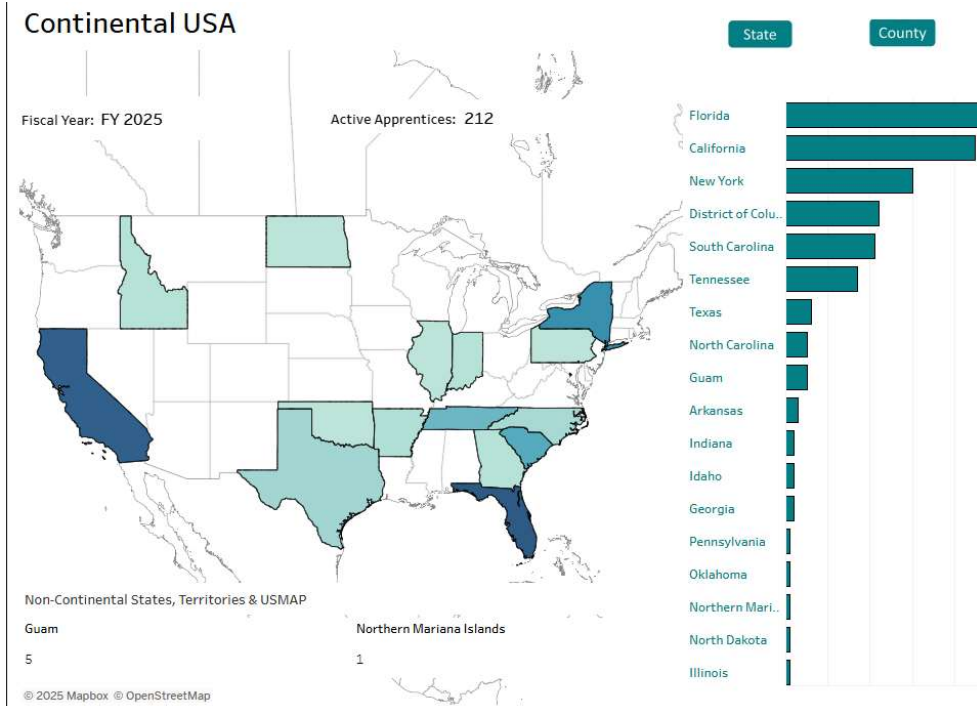 Continental USA
State
County
Fiscal Year: FY 2025
Active Apprentices: 212
Florida
California
New York
District of Colu..
South Carolina
Tennessee
Texas
North Carolina
Guam
Arkansas
Indiana
Idaho
Georgia
Pennsylvania
Oklahoma
Northern Mari..
North Dakota
Illinois
Non-Continental States, Territories & USMAP
Guam
Northern Mariana Islands
5
1
© 2025 Mapbox © OpenStreetMap